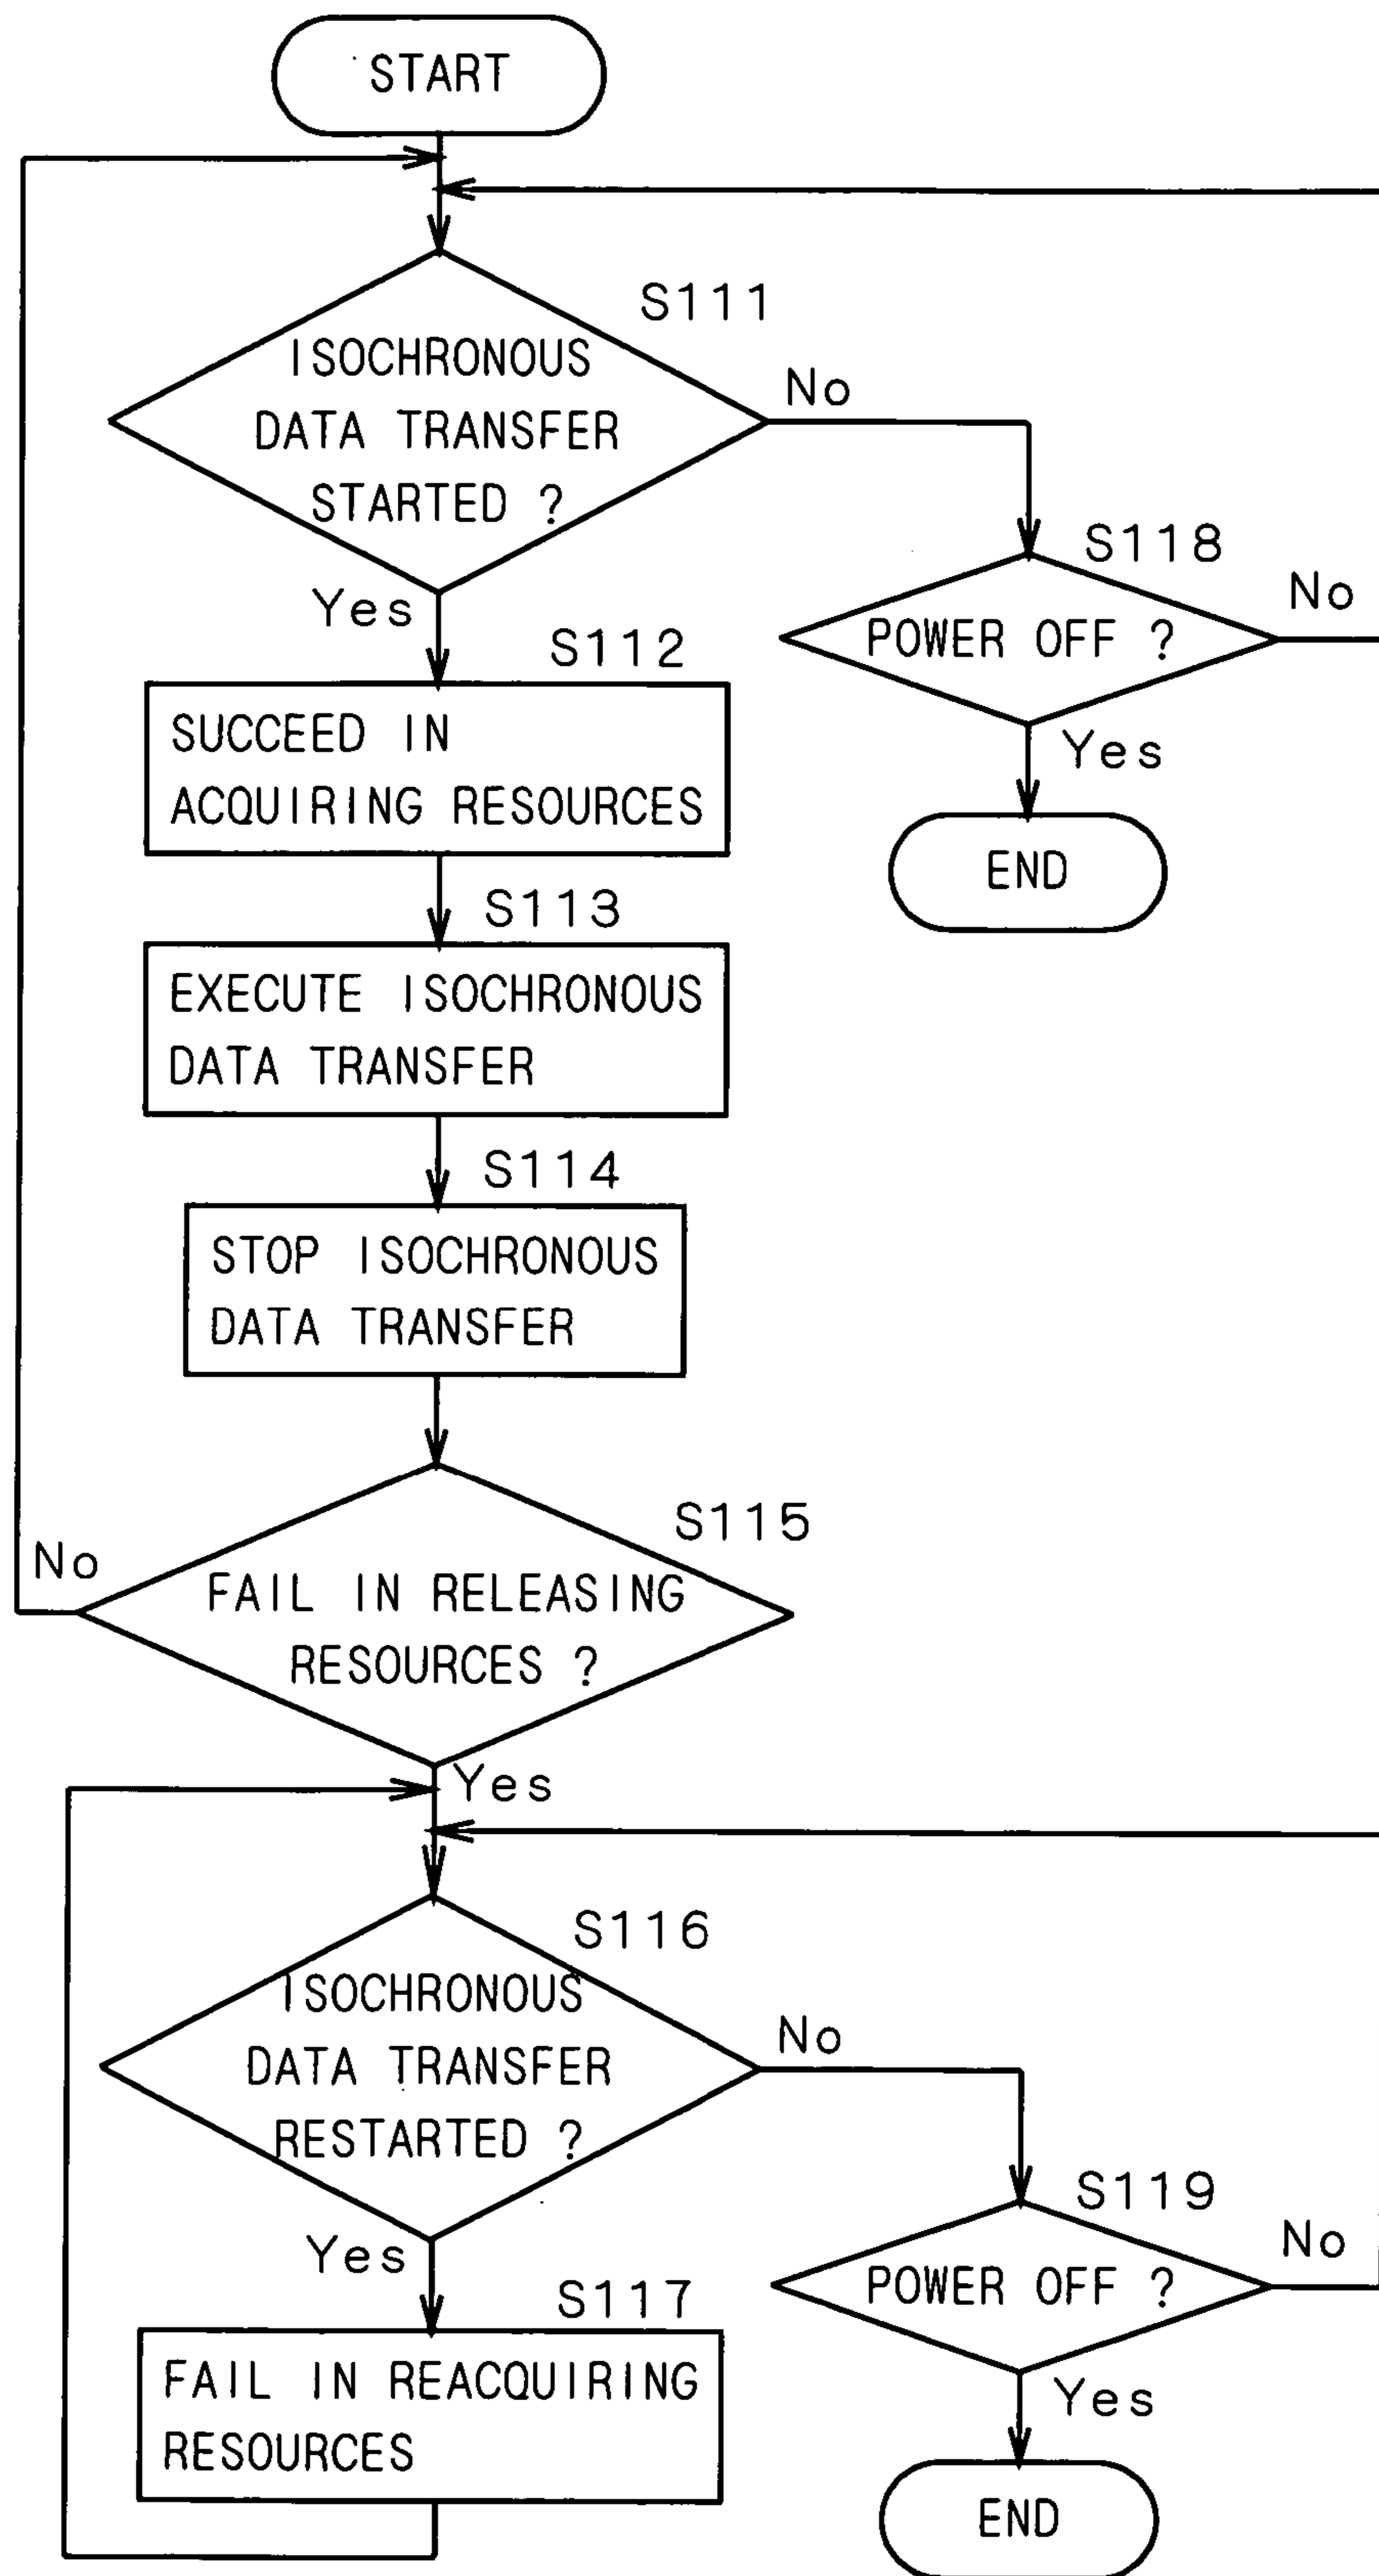 START
S111
ISOCHRONOUS
DATA TRANSFER
STARTED ?
No
Yes
S118
POWER OFF ?
No
Yes
END
S112
SUCCEED IN
ACQUIRING RESOURCES
S113
EXECUTE ISOCHRONOUS
DATA TRANSFER
S114
STOP ISOCHRONOUS
DATA TRANSFER
S115
FAIL IN RELEASING
RESOURCES ?
No
Yes
S116
ISOCHRONOUS
DATA TRANSFER
RESTARTED ?
No
Yes
S119
POWER OFF ?
No
Yes
END
S117
FAIL IN REACQUIRING
RESOURCES